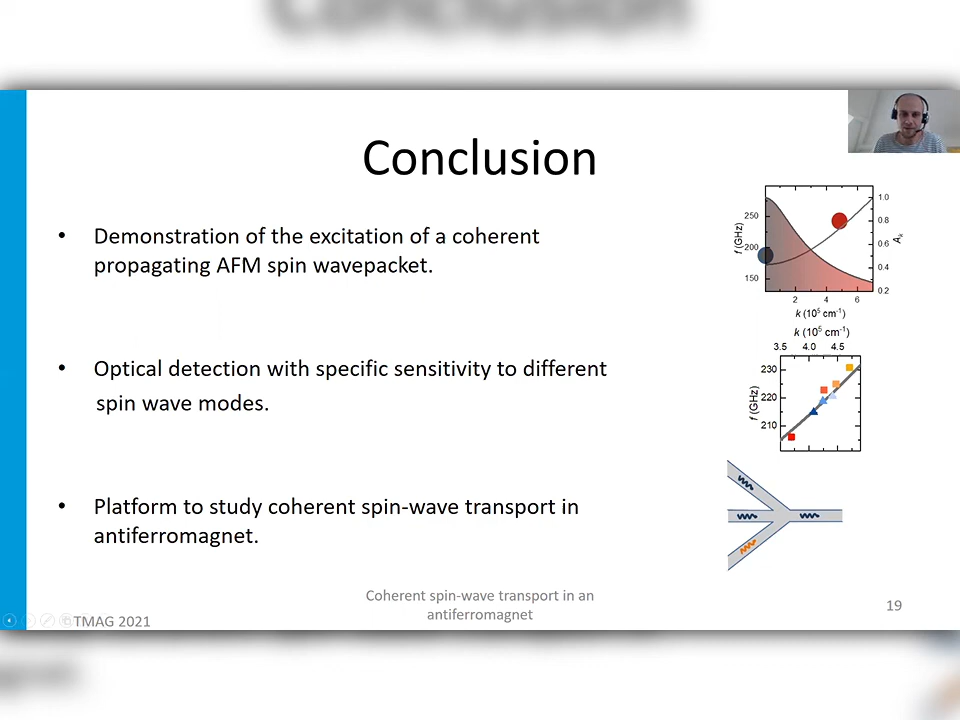 Conclusion
• Demonstration of the excitation of a coherent
propagating AFM spin wavepacket.
• Optical detection with specific sensitivity to different
spin wave modes.
• Platform to study coherent spin-wave transport in
antiferromagnet.
250
200
150
f (GHz)
1.0
0.8
0.6
0.4
0.2
Aₖ
2 4 6
k (10⁵ cm⁻¹)
k (10⁵ cm⁻¹)
3.5 4.0 4.5
230
220
210
f (GHz)
Coherent spin-wave transport in an
antiferromagnet
19
TMAG 2021